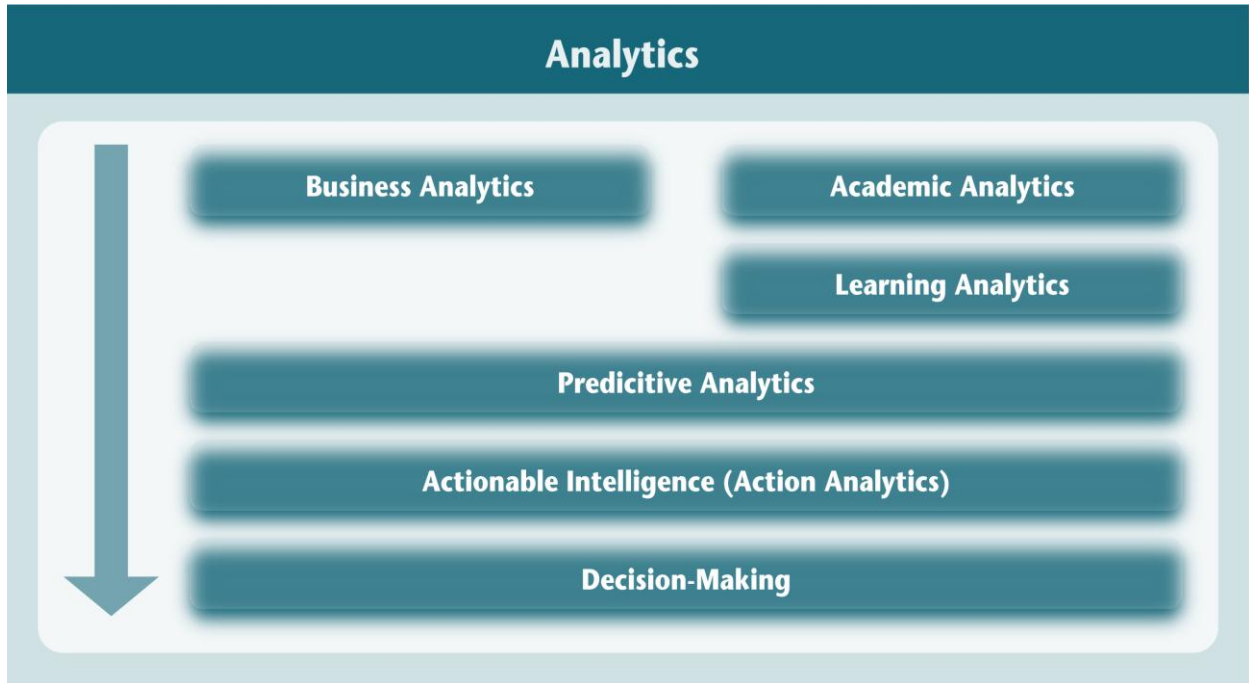 Analytics
Business Analytics
Academic Analytics
Learning Analytics
Predicitive Analytics
Actionable Intelligence (Action Analytics)
Decision-Making